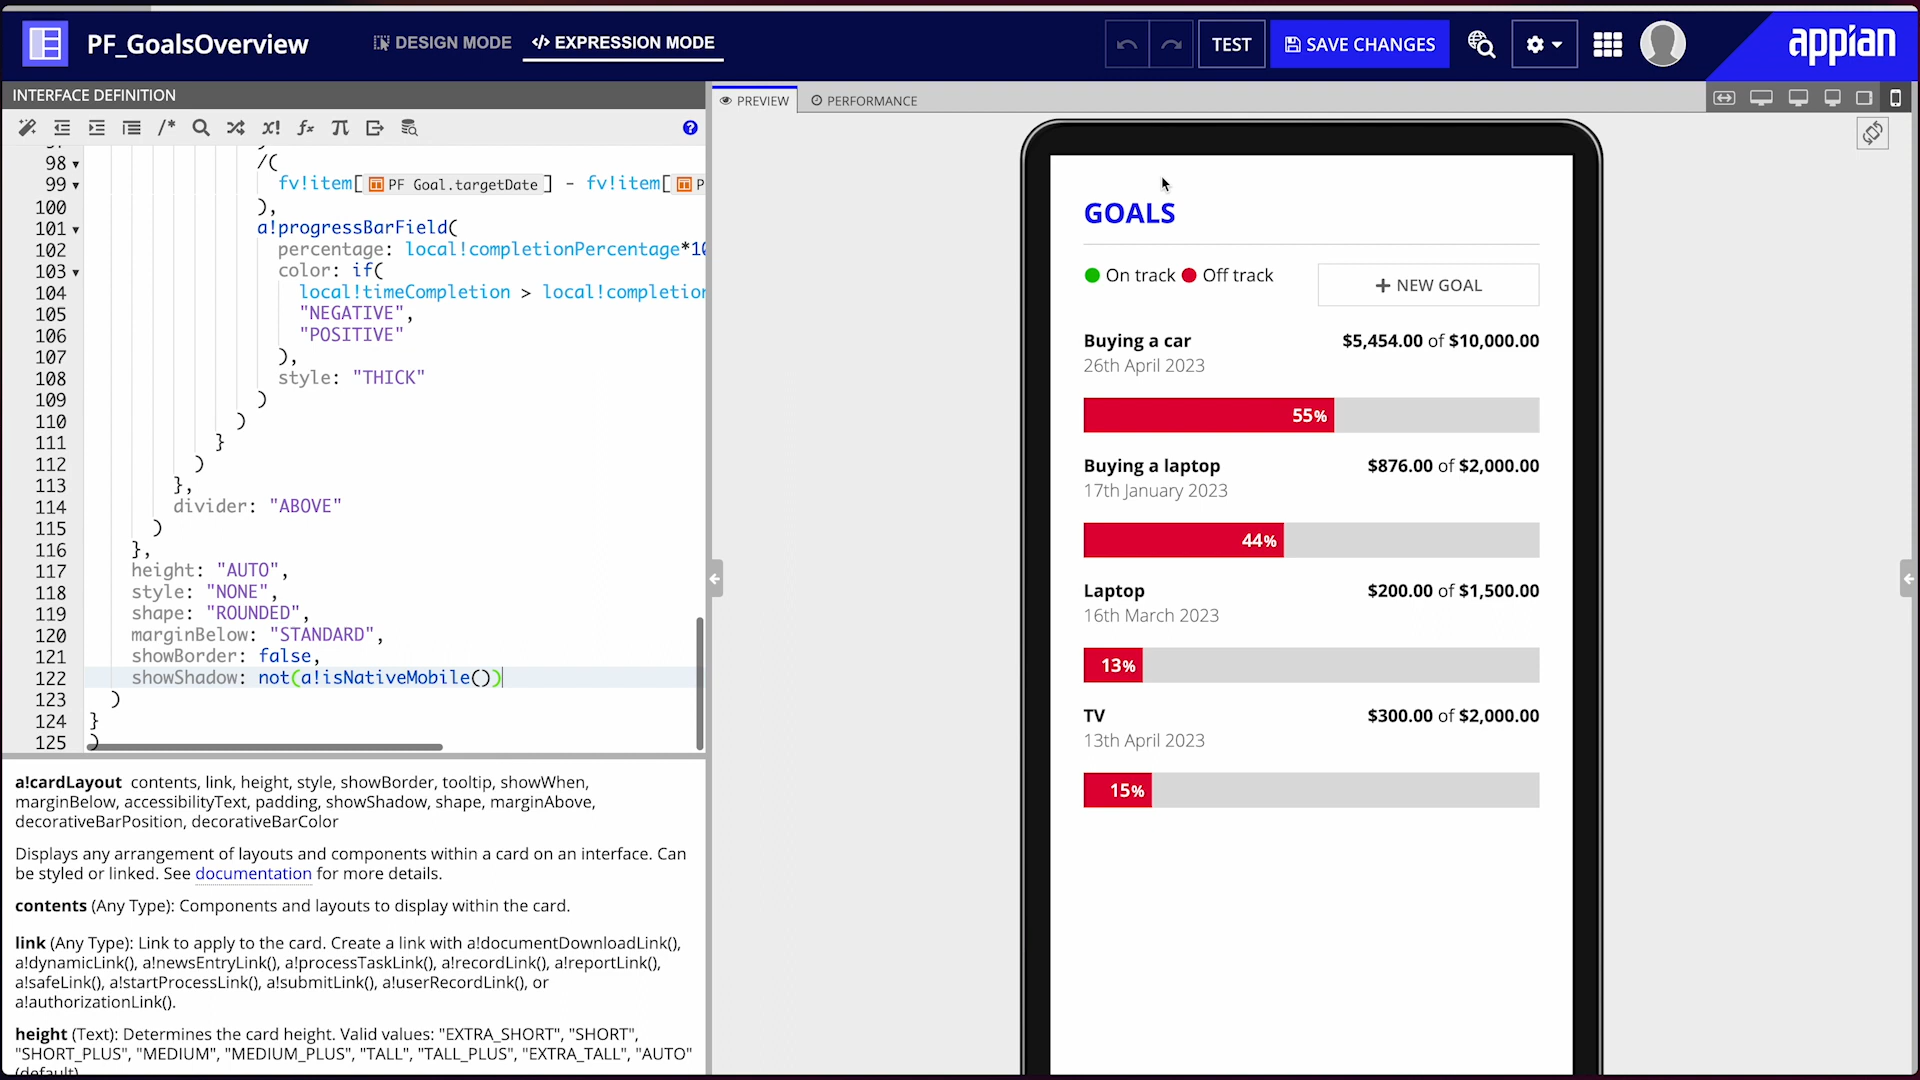 PF_GoalsOverview
DESIGN MODE
</> EXPRESSION MODE
TEST
SAVE CHANGES
appian
INTERFACE DEFINITION
PREVIEW
PERFORMANCE
/*
x!
98 /(
99 fv!item[ PF Goal.targetDate ] - fv!item[ P
100 ),
101 a!progressBarField(
102 percentage: local!completionPercentage*10
103 color: if(
104 local!timeCompletion > local!completion
105 "NEGATIVE",
106 "POSITIVE"
107 ),
108 style: "THICK"
109 )
110 )
111 }
112 )
113 },
114 divider: "ABOVE"
115 )
116 },
117 height: "AUTO",
118 style: "NONE",
119 shape: "ROUNDED",
120 marginBelow: "STANDARD",
121 showBorder: false,
122 showShadow: not(a!isNativeMobile())
123 )
124 }
125 )
a!cardLayout contents, link, height, style, showBorder, tooltip, showWhen,
marginBelow, accessibilityText, padding, showShadow, shape, marginAbove,
decorativeBarPosition, decorativeBarColor
Displays any arrangement of layouts and components within a card on an interface. Can
be styled or linked. See documentation for more details.
contents (Any Type): Components and layouts to display within the card.
link (Any Type): Link to apply to the card. Create a link with a!documentDownloadLink(),
a!dynamicLink(), a!newsEntryLink(), a!processTaskLink(), a!recordLink(), a!reportLink(),
a!safeLink(), a!startProcessLink(), a!submitLink(), a!userRecordLink(), or
a!authorizationLink().
height (Text): Determines the card height. Valid values: "EXTRA_SHORT", "SHORT",
"SHORT_PLUS", "MEDIUM", "MEDIUM_PLUS", "TALL", "TALL_PLUS", "EXTRA_TALL", "AUTO"
(default)
GOALS
On track Off track
+ NEW GOAL
Buying a car $5,454.00 of $10,000.00
26th April 2023
55%
Buying a laptop $876.00 of $2,000.00
17th January 2023
44%
Laptop $200.00 of $1,500.00
16th March 2023
13%
TV $300.00 of $2,000.00
13th April 2023
15%